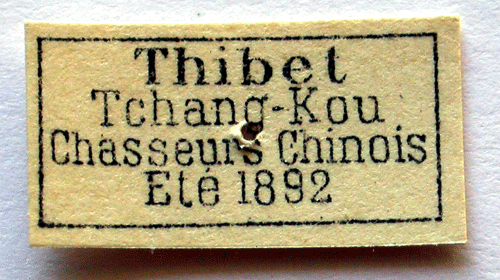 Thibet
Tchang-Kou
Chasseurs Chinois
Eté 1892